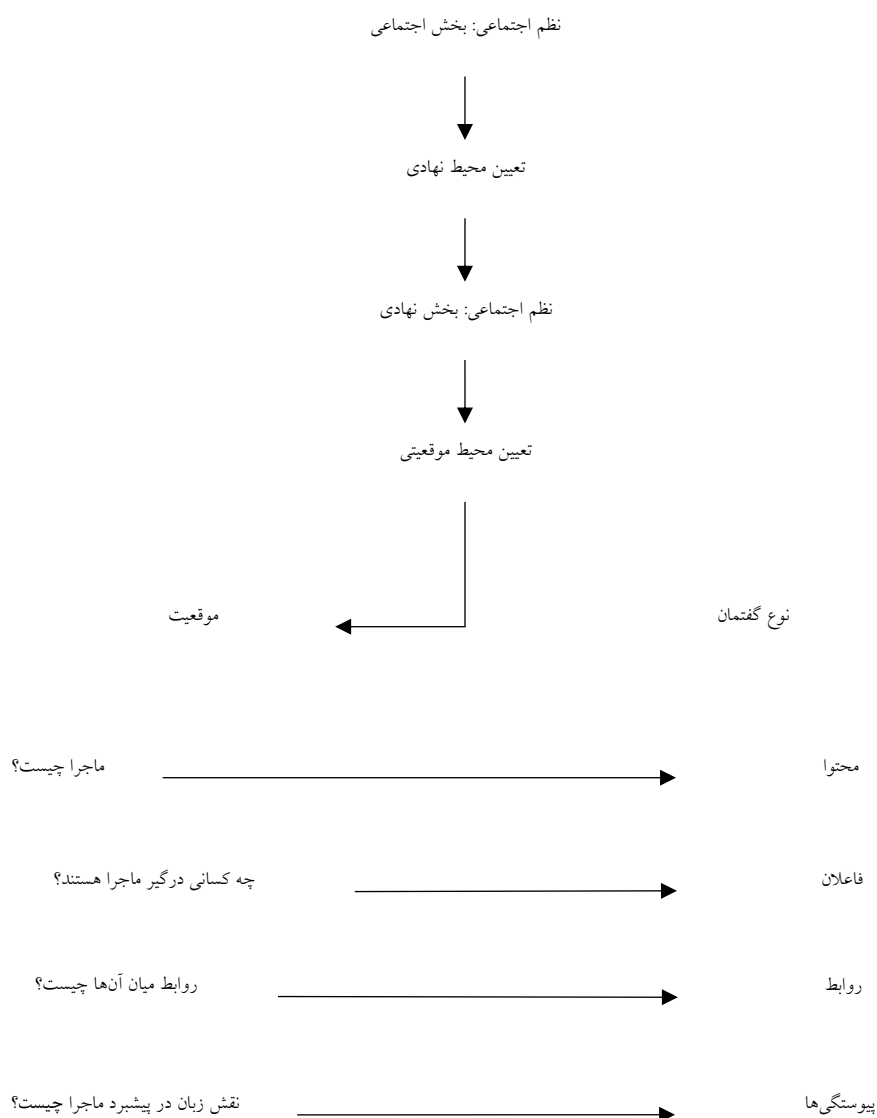 نظم اجتماعی: بخش اجتماعی
تعیین محیط نهادی
نظم اجتماعی: بخش نهادی
تعیین محیط موقعیتی
نوع گفتمان
موقعیت
محتوا
ماجرا چیست؟
فاعلان
چه کسانی درگیر ماجرا هستند؟
روابط
روابط میان آن‌ها چیست؟
پیوستگی‌ها
نقش زبان در پیشبرد ماجرا چیست؟